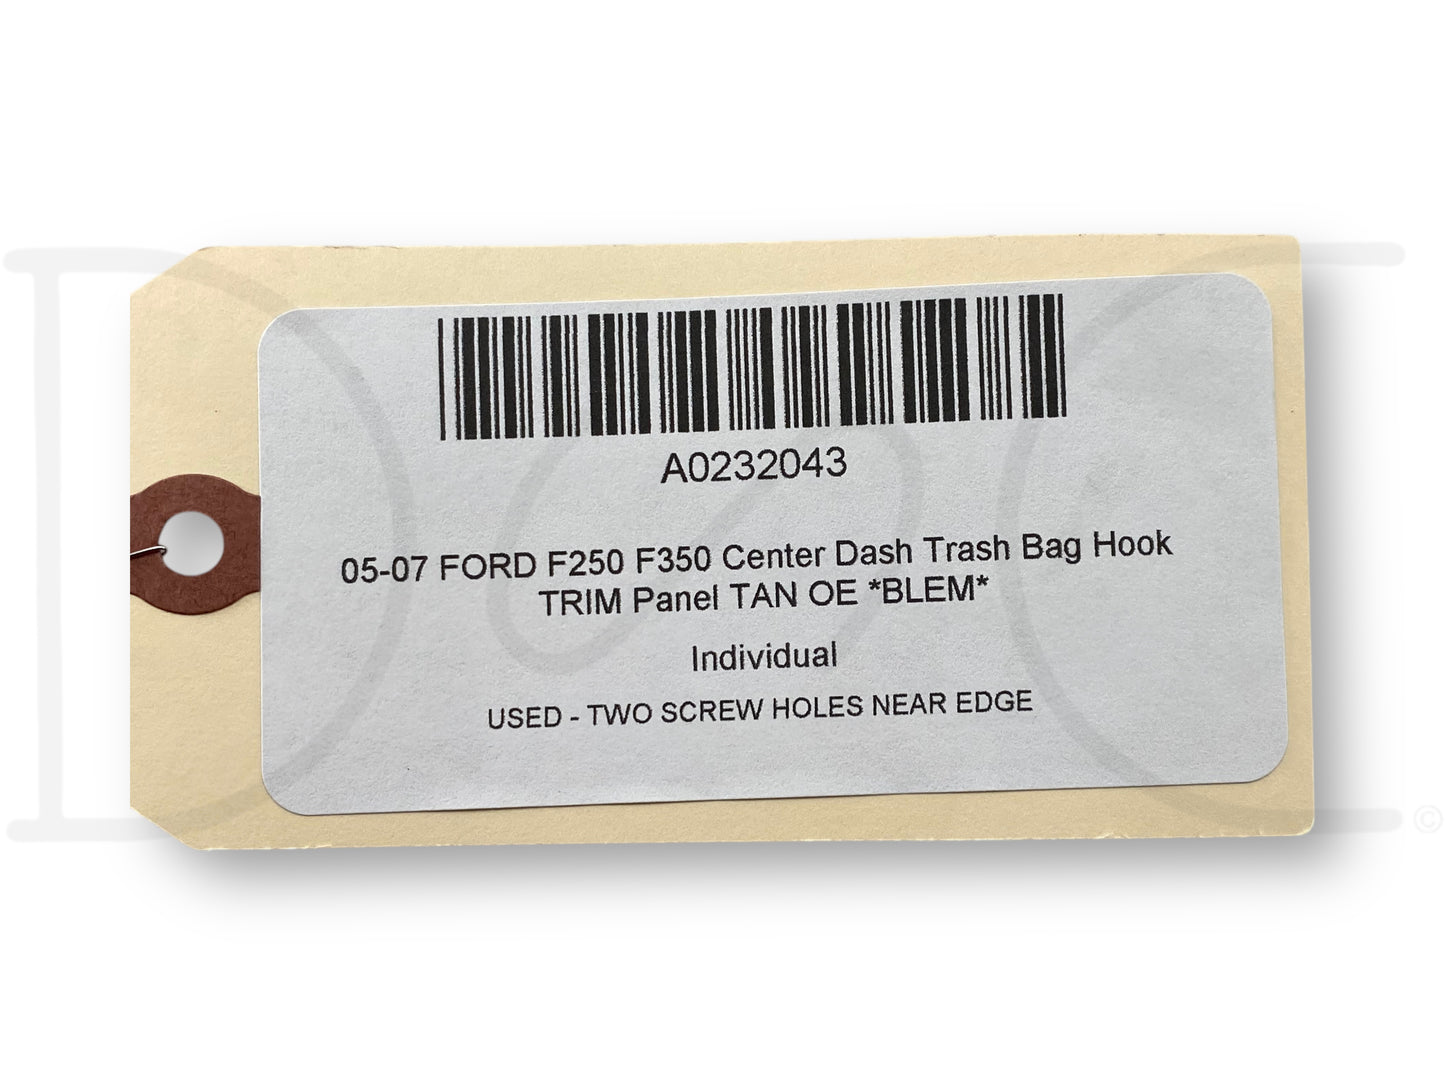 A0232043
05-07 FORD F250 F350 Center Dash Trash Bag Hook
TRIM Panel TAN OE *BLEM*
Individual
USED - TWO SCREW HOLES NEAR EDGE
©